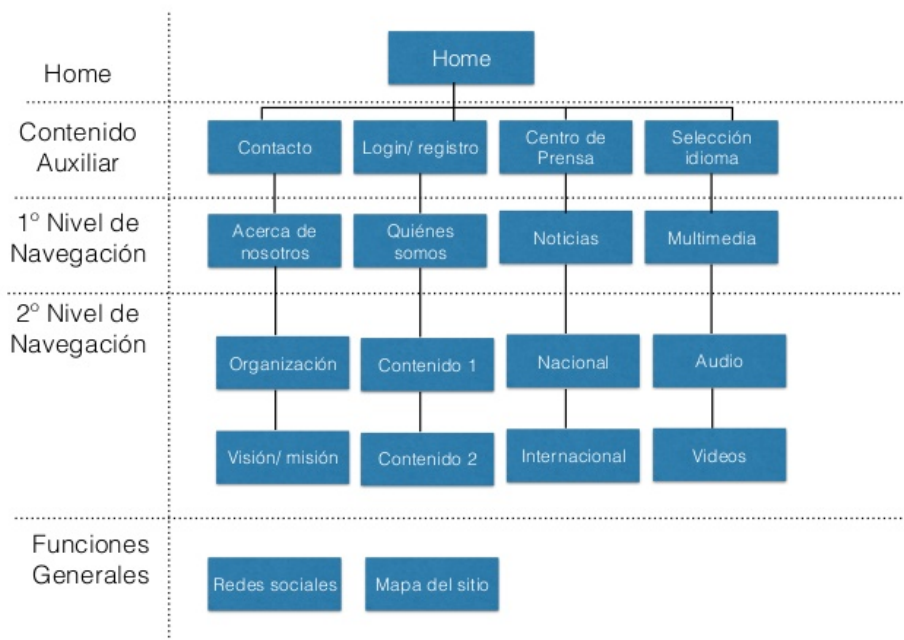 Home
Home
Contenido
Auxiliar
Contacto
Login/ registro
Centro de
Prensa
Selección
idioma
1º Nivel de
Navegación
Acerca de
nosotros
Quiénes
somos
Noticias
Multimedia
2º Nivel de
Navegación
Organización
Contenido 1
Nacional
Audio
Visión/ misión
Contenido 2
Internacional
Videos
Funciones
Generales
Redes sociales
Mapa del sitio